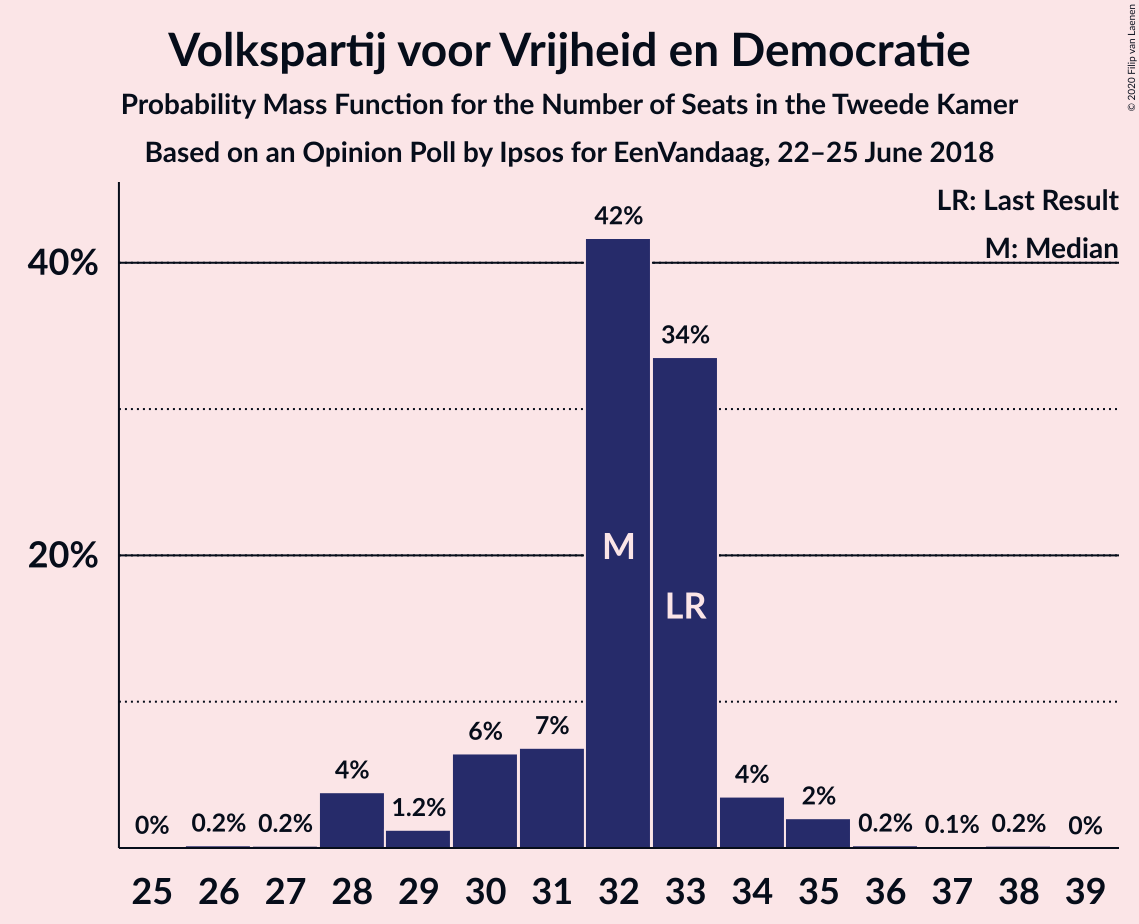 Volkspartij voor Vrijheid en Democratie
Probability Mass Function for the Number of Seats in the Tweede Kamer
Based on an Opinion Poll by Ipsos for EenVandaag, 22–25 June 2018
© 2020 Filip van Laenen
LR: Last Result
M: Median
40%
20%
0%
0.2%
0.2%
4%
1.2%
6%
7%
42%
34%
4%
2%
0.2%
0.1%
0.2%
0%
M
LR
25 26 27 28 29 30 31 32 33 34 35 36 37 38 39